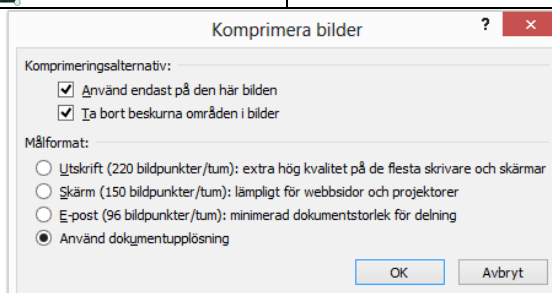 Komprimera bilder
?
Komprimeringsalternativ:
Använd endast på den här bilden
Ta bort beskurna områden i bilder
Målformat:
Utskrift (220 bildpunkter/tum): extra hög kvalitet på de flesta skrivare och skärmar
Skärm (150 bildpunkter/tum): lämpligt för webbsidor och projektorer
E-post (96 bildpunkter/tum): minimerad dokumentstorlek för delning
Använd dokumentupplösning
OK Avbryt